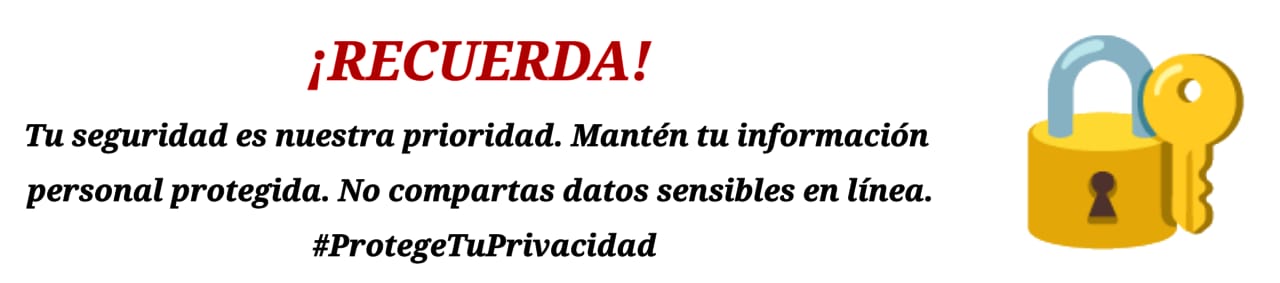 ¡RECUERDA!
Tu seguridad es nuestra prioridad. Mantén tu información
personal protegida. No compartas datos sensibles en línea.
#ProtegeTuPrivacidad